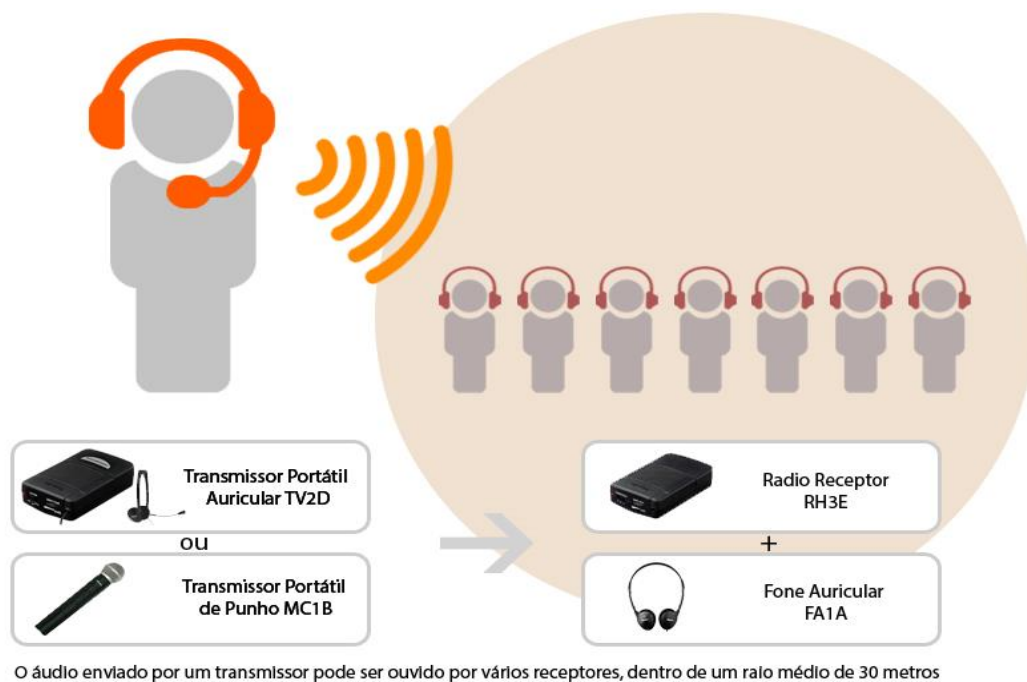 Transmissor Portátil
Auricular TV2D
ou
Transmissor Portátil
de Punho MC1B
Radio Receptor
RH3E
+
Fone Auricular
FA1A
O áudio enviado por um transmissor pode ser ouvido por vários receptores, dentro de um raio médio de 30 metros